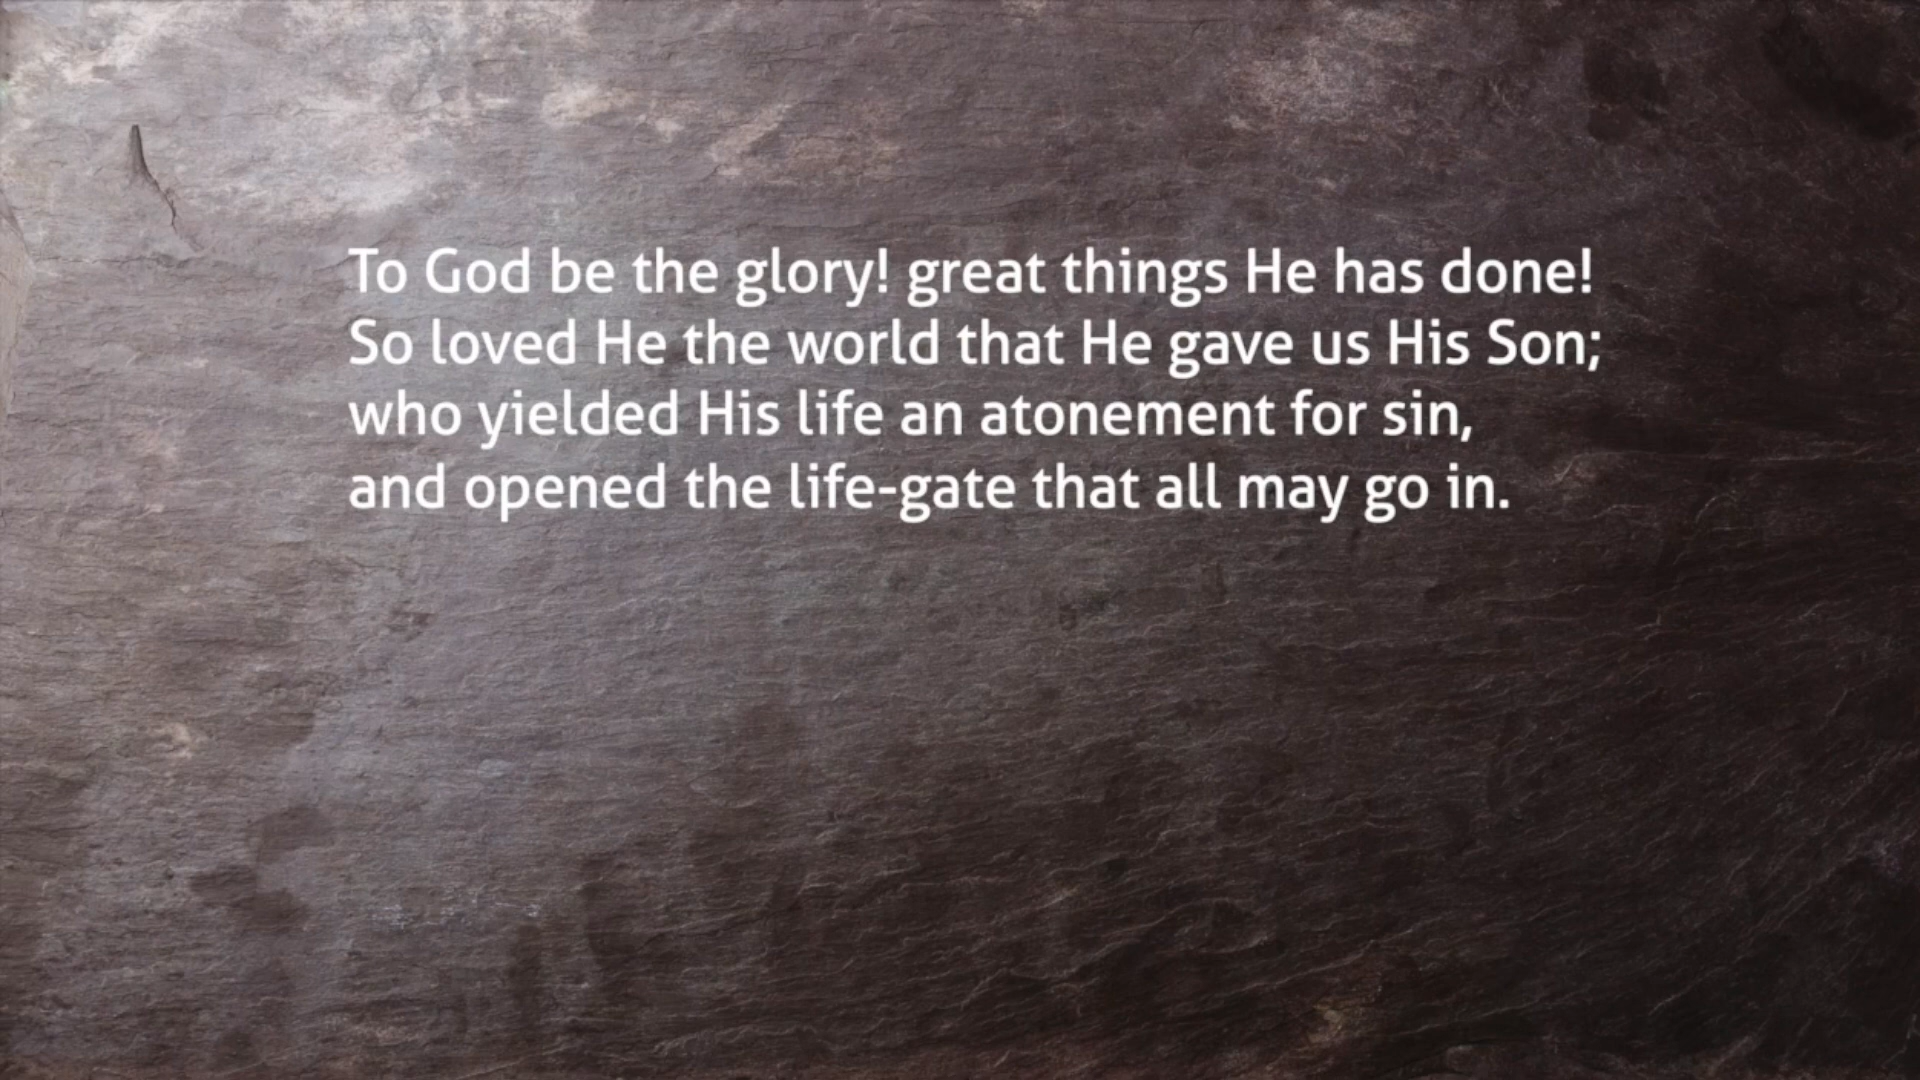 To God be the glory! great things He has done!
So loved He the world that He gave us His Son;
who yielded His life an atonement for sin,
and opened the life-gate that all may go in.